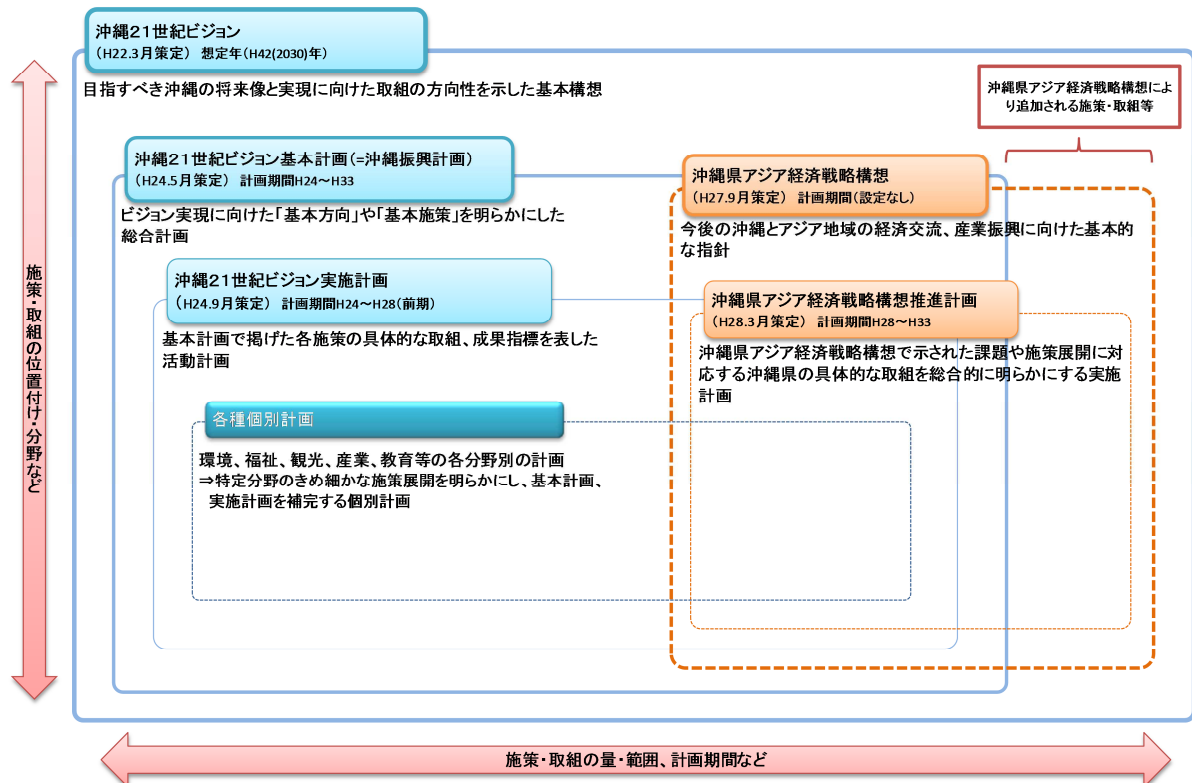 沖縄21世紀ビジョン
(H22.3月策定) 想定年(H42(2030)年)
目指すべき沖縄の将来像と実現に向けた取組の方向性を示した基本構想
沖縄県アジア経済戦略構想によ
り追加される施策・取組等
沖縄21世紀ビジョン基本計画(=沖縄振興計画)
(H24.5月策定) 計画期間H24～H33
ビジョン実現に向けた「基本方向」や「基本施策」を明らかにした
総合計画
沖縄県アジア経済戦略構想
(H27.9月策定) 計画期間(設定なし)
今後の沖縄とアジア地域の経済交流、産業振興に向けた基本的
な指針
沖縄21世紀ビジョン実施計画
(H24.9月策定) 計画期間H24～H28(前期)
基本計画で掲げた各施策の具体的な取組、成果指標を表した
活動計画
沖縄県アジア経済戦略構想推進計画
(H28.3月策定) 計画期間H28～H33
沖縄県アジア経済戦略構想で示された課題や施策展開に対
応する沖縄県の具体的な取組を総合的に明らかにする実施
計画
各種個別計画
環境、福祉、観光、産業、教育等の各分野別の計画
⇒特定分野のきめ細かな施策展開を明らかにし、基本計画、
実施計画を補完する個別計画
施策・取組の位置付け・分野など
施策・取組の量・範囲、計画期間など